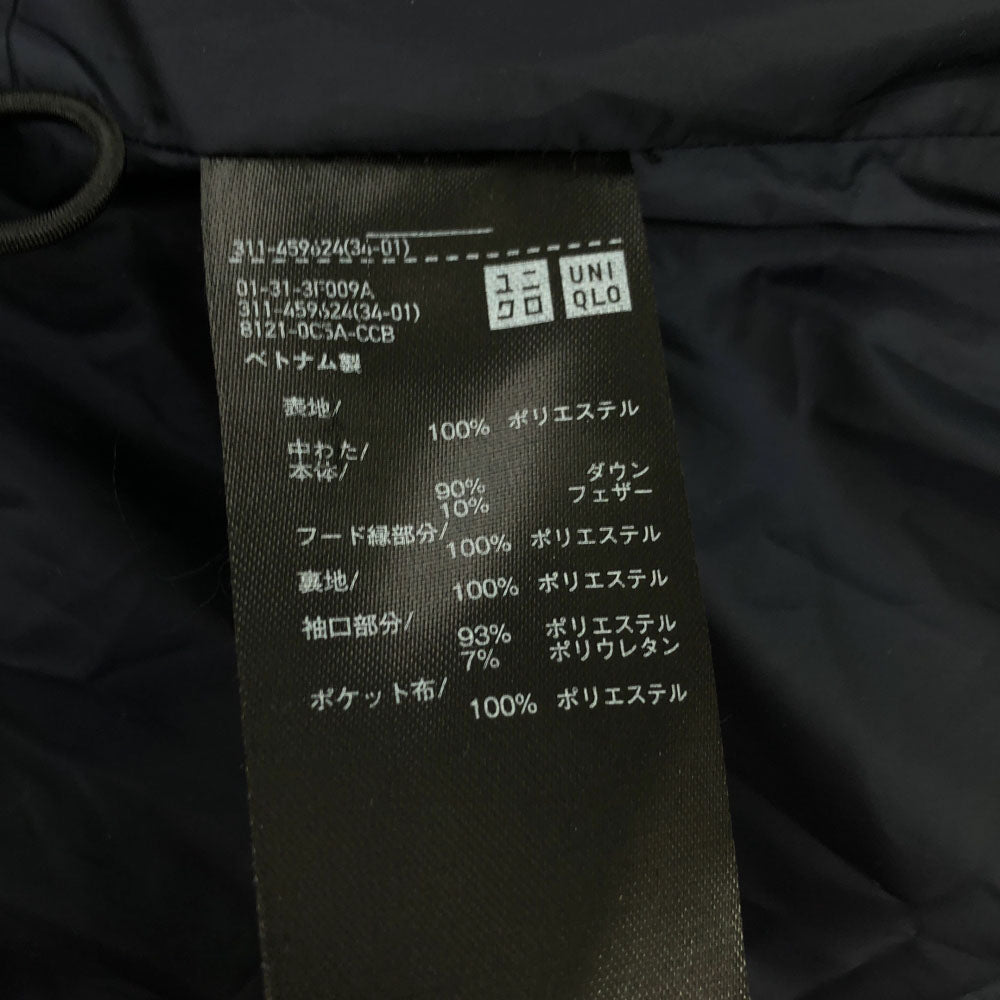 311-459624(34-01)
ユニ
クロ
UNI
QLO
01-31-3F009A
311-459624(34-01)
8121-0C5A-CCB
ベトナム製
表地/
100% ポリエステル
中わた/
本体/
90% ダウン
10% フェザー
フード縁部分/
100% ポリエステル
裏地/
100% ポリエステル
袖口部分/
93% ポリエステル
7% ポリウレタン
ポケット布/
100% ポリエステル